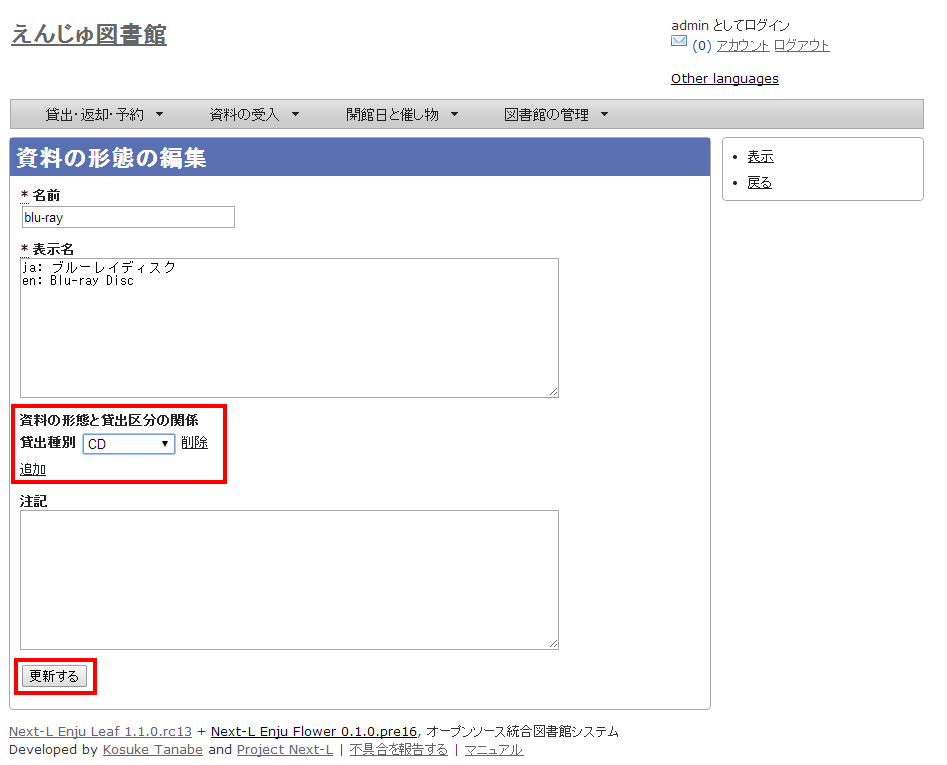 えんじゅ図書館
admin としてログイン
(0) アカウント ログアウト
Other languages
貸出・返却・予約 ▼ 資料の受入 ▼ 開館日と催し物 ▼ 図書館の管理 ▼
資料の形態の編集
* 名前
blu-ray
* 表示名
ja: ブルーレイディスク
en: Blu-ray Disc
資料の形態と貸出区分の関係
貸出種別 CD ▼ 削除
追加
注記
更新する
• 表示
• 戻る
Next-L Enju Leaf 1.1.0.rc13 + Next-L Enju Flower 0.1.0.pre16, オープンソース統合図書館システム
Developed by Kosuke Tanabe and Project Next-L | 不具合を報告する | マニュアル